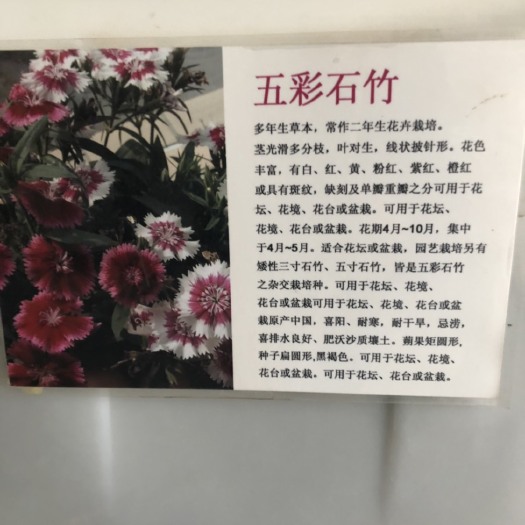 五彩石竹
多年生草本，常作二年生花卉栽培。
茎光滑多分枝，叶对生，线状披针形。花色
丰富，有白、红、黄、粉红、紫红、橙红
或具有斑纹，缺刻及单瓣重瓣之分可用于花
坛、花境、花台或盆栽。可用于花坛、
花境、花台或盆栽。花期4月~10月，集中
于4月~5月。适合花坛或盆栽。园艺栽培另有
矮性三寸石竹、五寸石竹，皆是五彩石竹
之杂交栽培种。可用于花坛、花境、
花台或盆栽可用于花坛、花境、花台或盆
栽原产中国，喜阳、耐寒，耐干旱，忌涝，
喜排水良好、肥沃沙质壤土。蒴果矩圆形，
种子扁圆形,黑褐色。可用于花坛、花境、
花台或盆栽。可用于花坛、花台或盆栽。